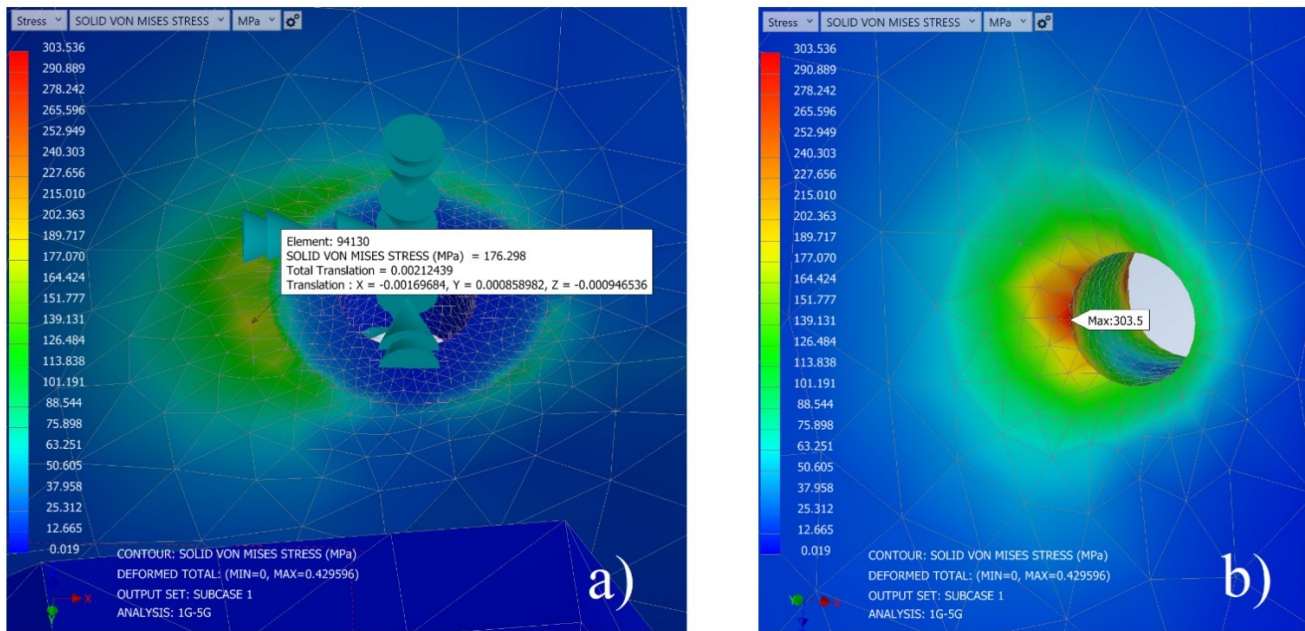 Stress SOLID VON MISES STRESS MPa
303.536
290.889
278.242
265.596
252.949
240.303
227.656
215.010
202.363
189.717
177.070
164.424
151.777
139.131
126.484
113.838
101.191
88.544
75.898
63.251
50.605
37.958
25.312
12.665
0.019
Element: 94130
SOLID VON MISES STRESS (MPa) = 176.298
Total Translation = 0.00212439
Translation : X = -0.00169684, Y = 0.000858982, Z = -0.000946536
CONTOUR: SOLID VON MISES STRESS (MPa)
DEFORMED TOTAL: (MIN=0, MAX=0.429596)
OUTPUT SET: SUBCASE 1
ANALYSIS: 1G-5G
X
Y
a)
Stress SOLID VON MISES STRESS MPa
303.536
290.889
278.242
265.596
252.949
240.303
227.656
215.010
202.363
189.717
177.070
164.424
151.777
139.131
126.484
113.838
101.191
88.544
75.898
63.251
50.605
37.958
25.312
12.665
0.019
Max:303.5
CONTOUR: SOLID VON MISES STRESS (MPa)
DEFORMED TOTAL: (MIN=0, MAX=0.429596)
OUTPUT SET: SUBCASE 1
ANALYSIS: 1G-5G
Y
X
b)